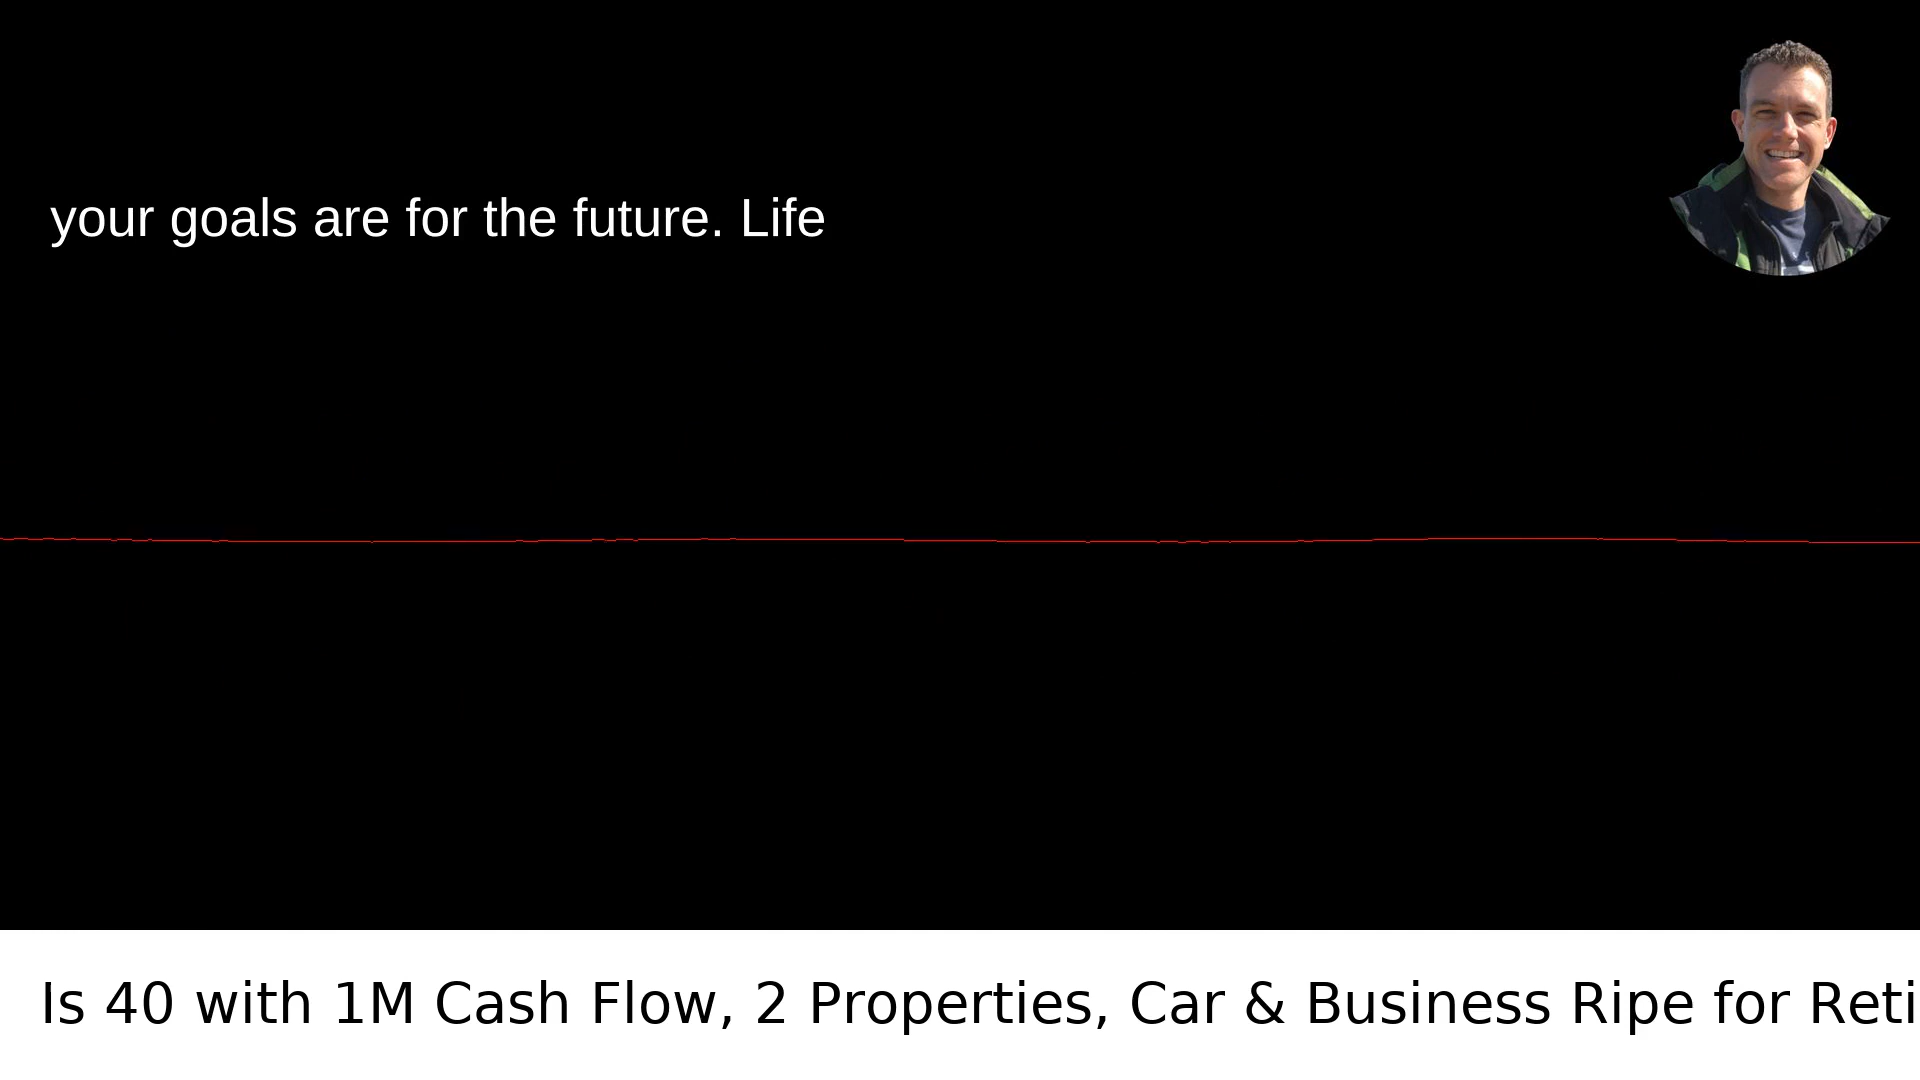 your goals are for the future. Life
Is 40 with 1M Cash Flow, 2 Properties, Car & Business Ripe for Reti